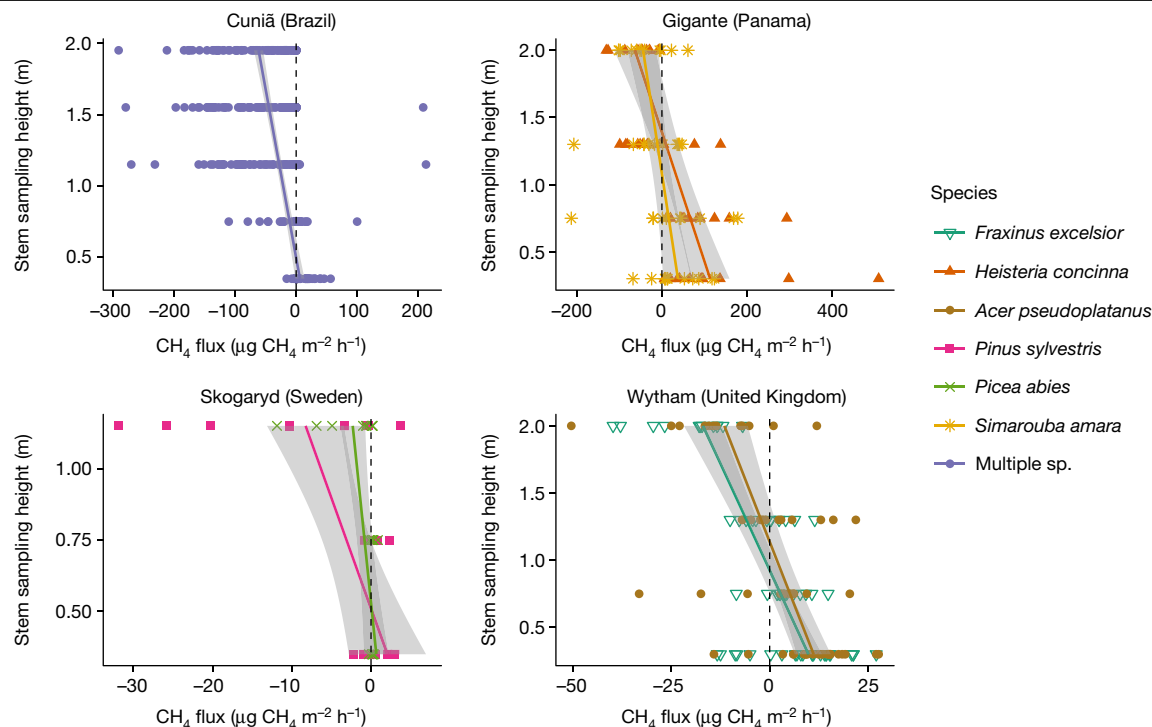 Cuniã (Brazil)
Stem sampling height (m)
2.0
1.5
1.0
0.5
−300 −200 −100 0 100 200
CH4 flux (μg CH4 m−2 h−1)
Gigante (Panama)
Stem sampling height (m)
2.0
1.5
1.0
0.5
−200 0 200 400
CH4 flux (μg CH4 m−2 h−1)
Skogaryd (Sweden)
Stem sampling height (m)
1.00
0.75
0.50
−30 −20 −10 0
CH4 flux (μg CH4 m−2 h−1)
Wytham (United Kingdom)
Stem sampling height (m)
2.0
1.5
1.0
0.5
−50 −25 0 25
CH4 flux (μg CH4 m−2 h−1)
Species
Fraxinus excelsior
Heisteria concinna
Acer pseudoplatanus
Pinus sylvestris
Picea abies
Simarouba amara
Multiple sp.